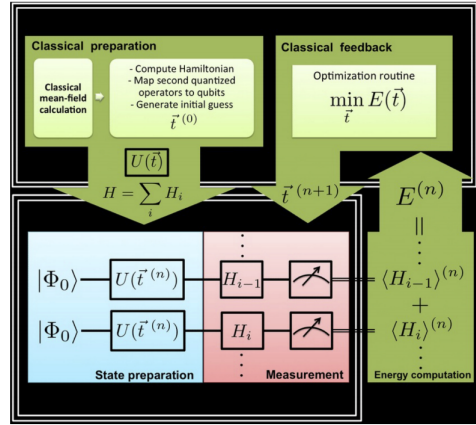 Classical preparation
Classical
mean-field
calculation
- Compute Hamiltonian
- Map second quantized
operators to qubits
- Generate initial guess
t⃗ ⁽⁰⁾
U(t⃗)
H = ∑ᵢ Hᵢ
Classical feedback
Optimization routine
min E(t⃗)
t⃗
t⃗ ⁽ⁿ⁺¹⁾
E⁽ⁿ⁾
=
|Φ₀⟩ U(t⃗ ⁽ⁿ⁾) Hᵢ₋₁ ⟨Hᵢ₋₁⟩⁽ⁿ⁾
+
|Φ₀⟩ U(t⃗ ⁽ⁿ⁾) Hᵢ ⟨Hᵢ⟩⁽ⁿ⁾
State preparation
Measurement
Energy computation